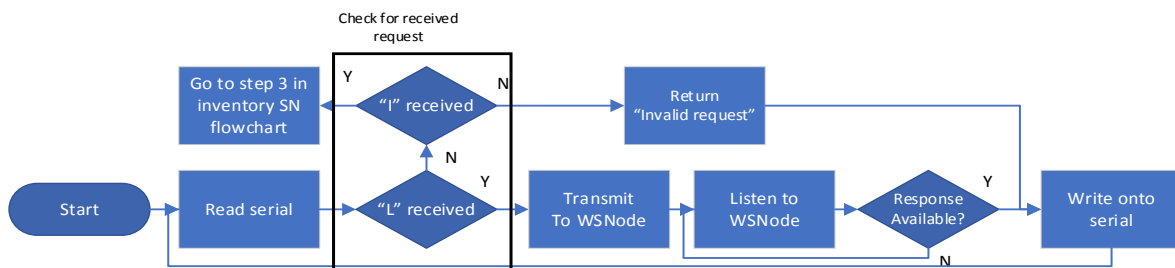 Check for received
request
Y
Go to step 3 in
inventory SN
flowchart
“I” received
N
Return
“Invalid request”
N
Start
Read serial
“L” received
Y
Transmit
To WSNode
Listen to
WSNode
Response
Available?
Y
Write onto
serial
N